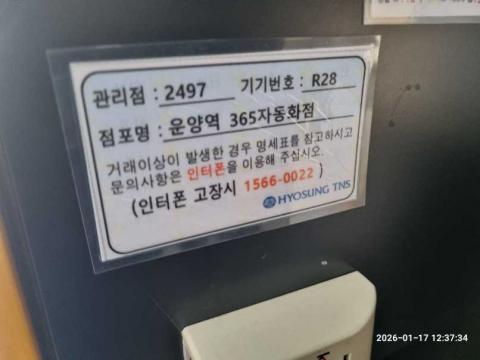 관리점 : 2497 기기번호 : R28
점포명 : 운양역 365자동화점
거래이상이 발생한 경우 명세표를 참고하시고
문의사항은 인터폰을 이용해 주십시오.
(인터폰 고장시 1566-0022 )
HYOSUNG TNS
2026-01-17 12:37:34